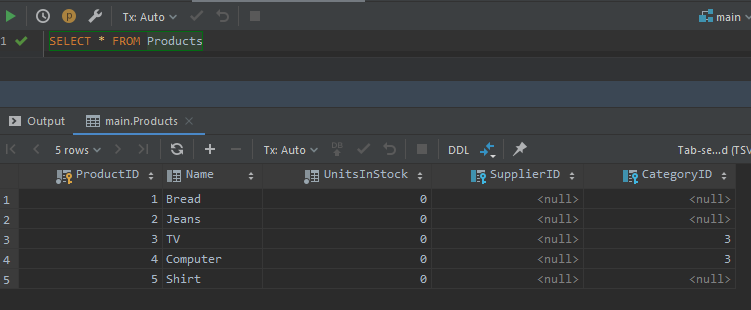 Tx: Auto main
1 SELECT * FROM Products
Output main.Products
5 rows Tx: Auto DB DDL Tab-se...d (TSV
ProductID Name UnitsInStock SupplierID CategoryID
1 1 Bread 0 <null> <null>
2 2 Jeans 0 <null> <null>
3 3 TV 0 <null> 3
4 4 Computer 0 <null> 3
5 5 Shirt 0 <null> <null>